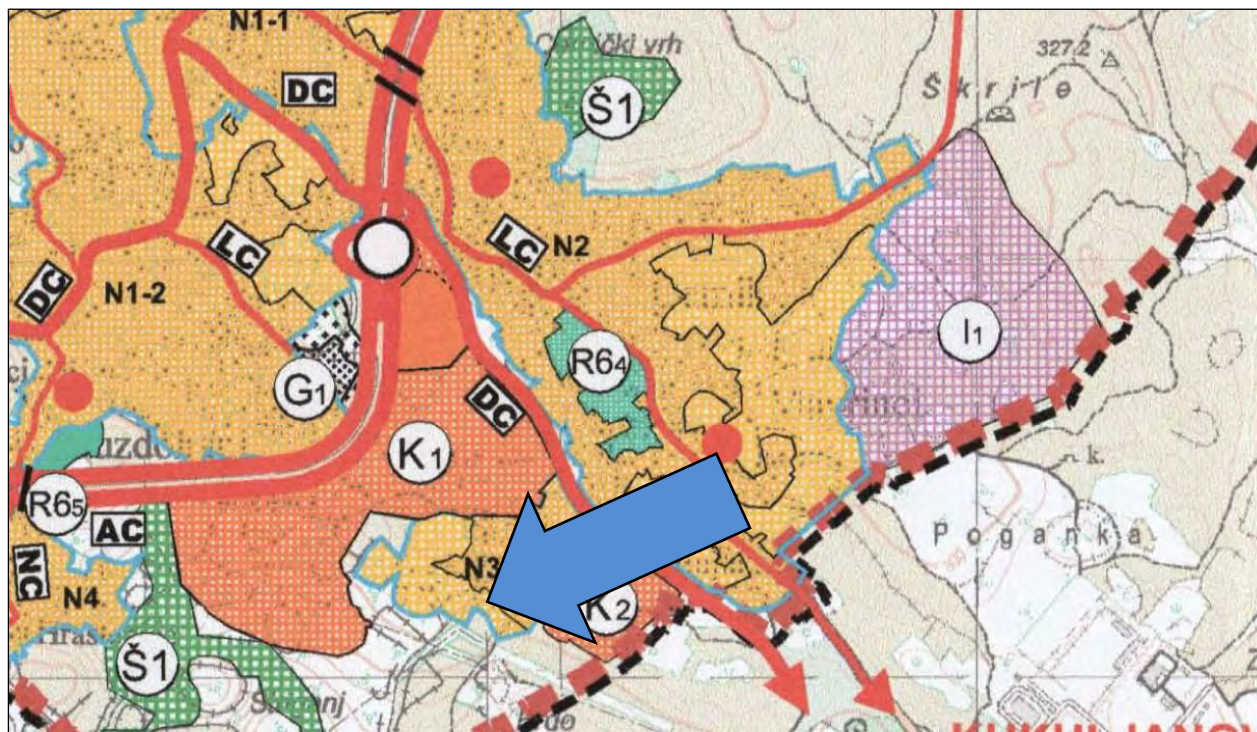 N1-1
DC
Š1
327,2
Škrile
LC
N2
LC
DC
N1-2
I1
R64
G1
DC
K1
R65
AC
NC
N4
N3
K2
Š1
k.
Poganka